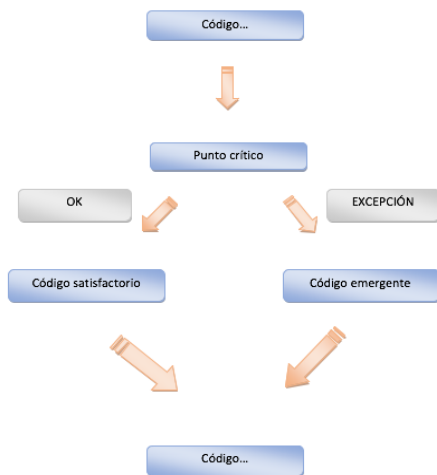 Código...
Punto crítico
OK
EXCEPCIÓN
Código satisfactorio
Código emergente
Código...